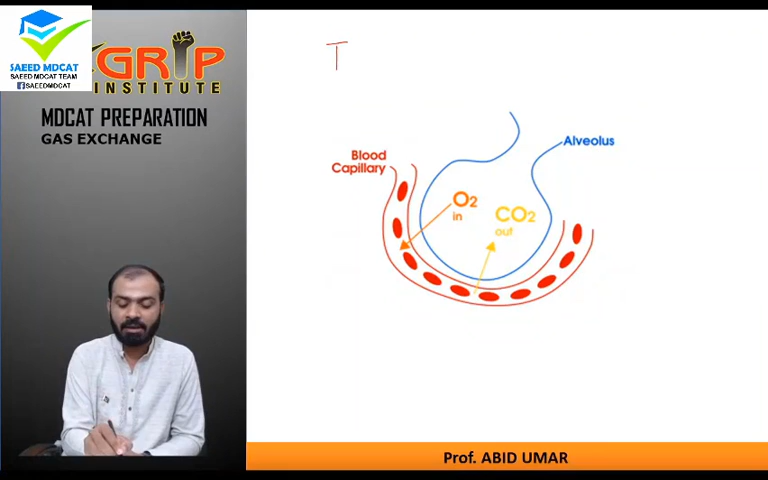 SAEED MDCAT
SAEED MDCAT TEAM
SAEEDMDCAT
GRIP
INSTITUTE
MDCAT PREPARATION
GAS EXCHANGE
T
Blood
Capillary
Alveolus
O2
in
CO2
out
Prof. ABID UMAR